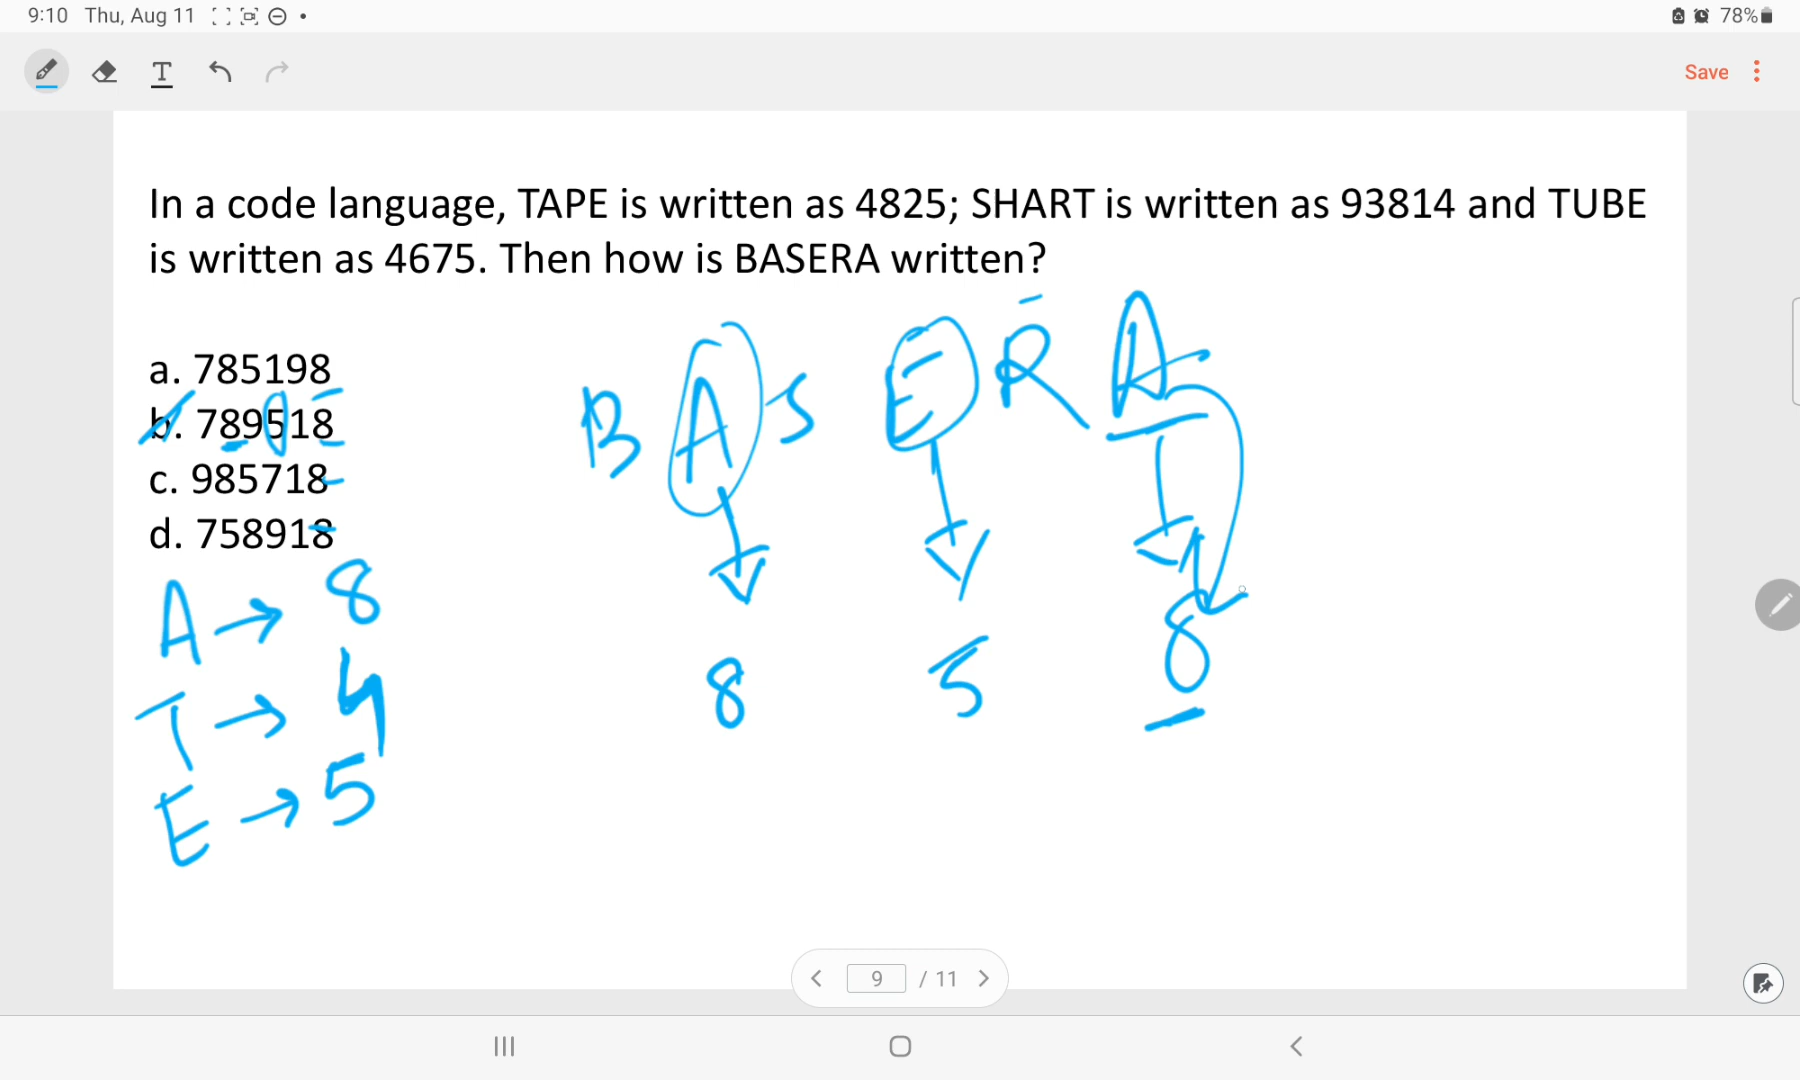 9:10 Thu, Aug 11
78%
T
Save
In a code language, TAPE is written as 4825; SHART is written as 93814 and TUBE
is written as 4675. Then how is BASERA written?
a. 785198
b. 789518
c. 985718
d. 758918
B A S E R A
A → 8
T → 4
E → 5
8 5 8
9 / 11